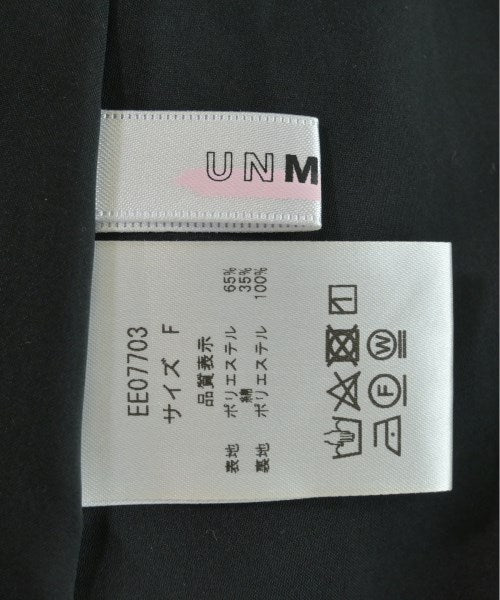 UNM
EE07703
サイズ F
品質表示
表地 ポリエステル 65%
綿 35%
裏地 ポリエステル 100%
F W